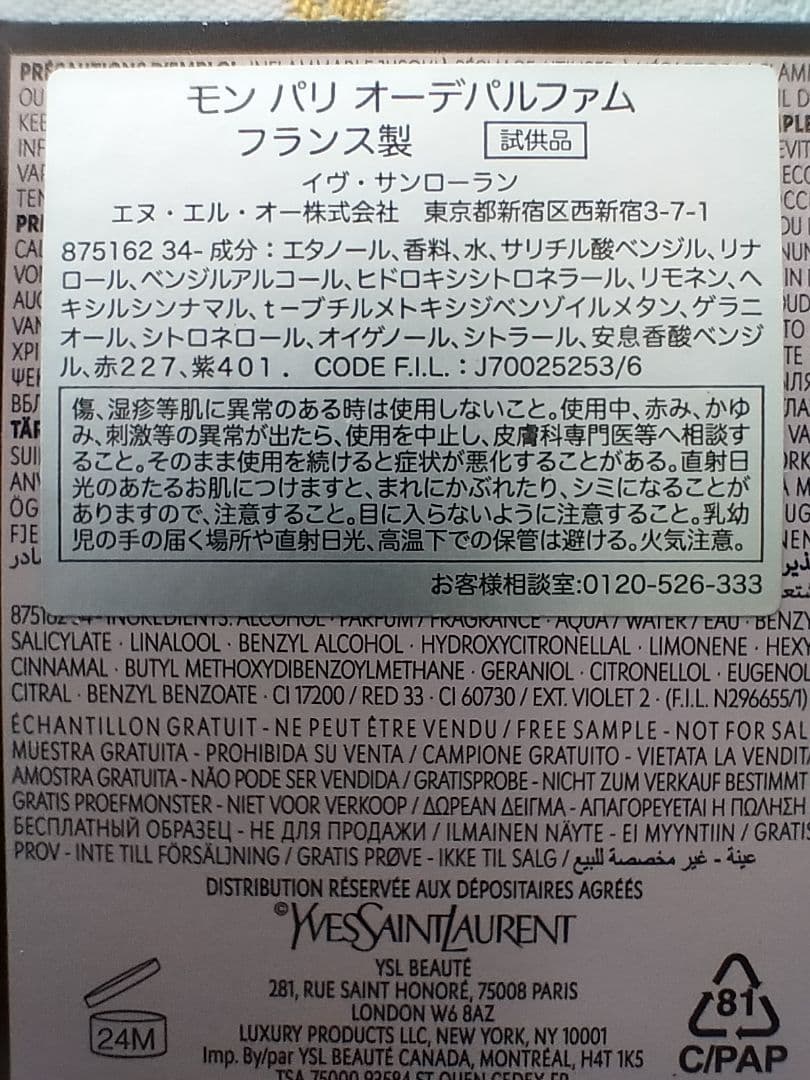 モン パリ オーデパルファム
フランス製 試供品
イヴ・サンローラン
エヌ・エル・オー株式会社 東京都新宿区西新宿3-7-1
875162 34- 成分：エタノール、香料、水、サリチル酸ベンジル、リナ
ロール、ベンジルアルコール、ヒドロキシシトロネラール、リモネン、ヘ
キシルシンナマル、t－ブチルメトキシジベンゾイルメタン、ゲラニ
オール、シトロネロール、オイゲノール、シトラール、安息香酸ベンジ
ル、赤227、紫401． CODE F.I.L.：J70025253/6
傷、湿疹等肌に異常のある時は使用しないこと。使用中、赤み、かゆ
み、刺激等の異常が出たら、使用を中止し、皮膚科専門医等へ相談す
ること。そのまま使用を続けると症状が悪化することがある。直射日
光のあたるお肌につけますと、まれにかぶれたり、シミになることが
ありますので、注意すること。目に入らないように注意すること。乳幼
児の手の届く場所や直射日光、高温下での保管は避ける。火気注意。
お客様相談室:0120-526-333
875162 34- INGREDIENTS: ALCOHOL · PARFUM / FRAGRANCE · AQUA / WATER / EAU · BENZY
SALICYLATE · LINALOOL · BENZYL ALCOHOL · HYDROXYCITRONELLAL · LIMONENE · HEXY
CINNAMAL · BUTYL METHOXYDIBENZOYLMETHANE · GERANIOL · CITRONELLOL · EUGENOL
CITRAL · BENZYL BENZOATE · CI 17200 / RED 33 · CI 60730 / EXT. VIOLET 2 · (F.I.L. N296655/1)
ÉCHANTILLON GRATUIT - NE PEUT ÊTRE VENDU / FREE SAMPLE - NOT FOR SAL
MUESTRA GRATUITA - PROHIBIDA SU VENTA / CAMPIONE GRATUITO - VIETATA LA VENDITA
AMOSTRA GRATUITA - NÃO PODE SER VENDIDA / GRATISPROBE - NICHT ZUM VERKAUF BESTIMMT
GRATIS PROEFMONSTER - NIET VOOR VERKOOP / ΔΩΡΕΑΝ ΔΕΙΓΜΑ - ΑΠΑΓΟΡΕΥΕΤΑΙ Η ΠΩΛΗΣΗ
БЕСПЛАТНЫЙ ОБРАЗЕЦ - НЕ ДЛЯ ПРОДАЖИ / ILMAINEN NÄYTE - EI MYYNTIIN / GRATIS
PROV - INTE TILL FÖRSÄLJNING / GRATIS PRØVE - IKKE TIL SALG / عينة - غير مخصصة للبيع
DISTRIBUTION RÉSERVÉE AUX DÉPOSITAIRES AGRÉÉS
©YVESSAINTLAURENT
YSL BEAUTÉ
281, RUE SAINT HONORÉ, 75008 PARIS
LONDON W6 8AZ
LUXURY PRODUCTS LLC, NEW YORK, NY 10001
Imp. By/par YSL BEAUTÉ CANADA, MONTRÉAL, H4T 1K5
TSA 75000 93584 ST OUEN CEDEX FR
24M
81
C/PAP